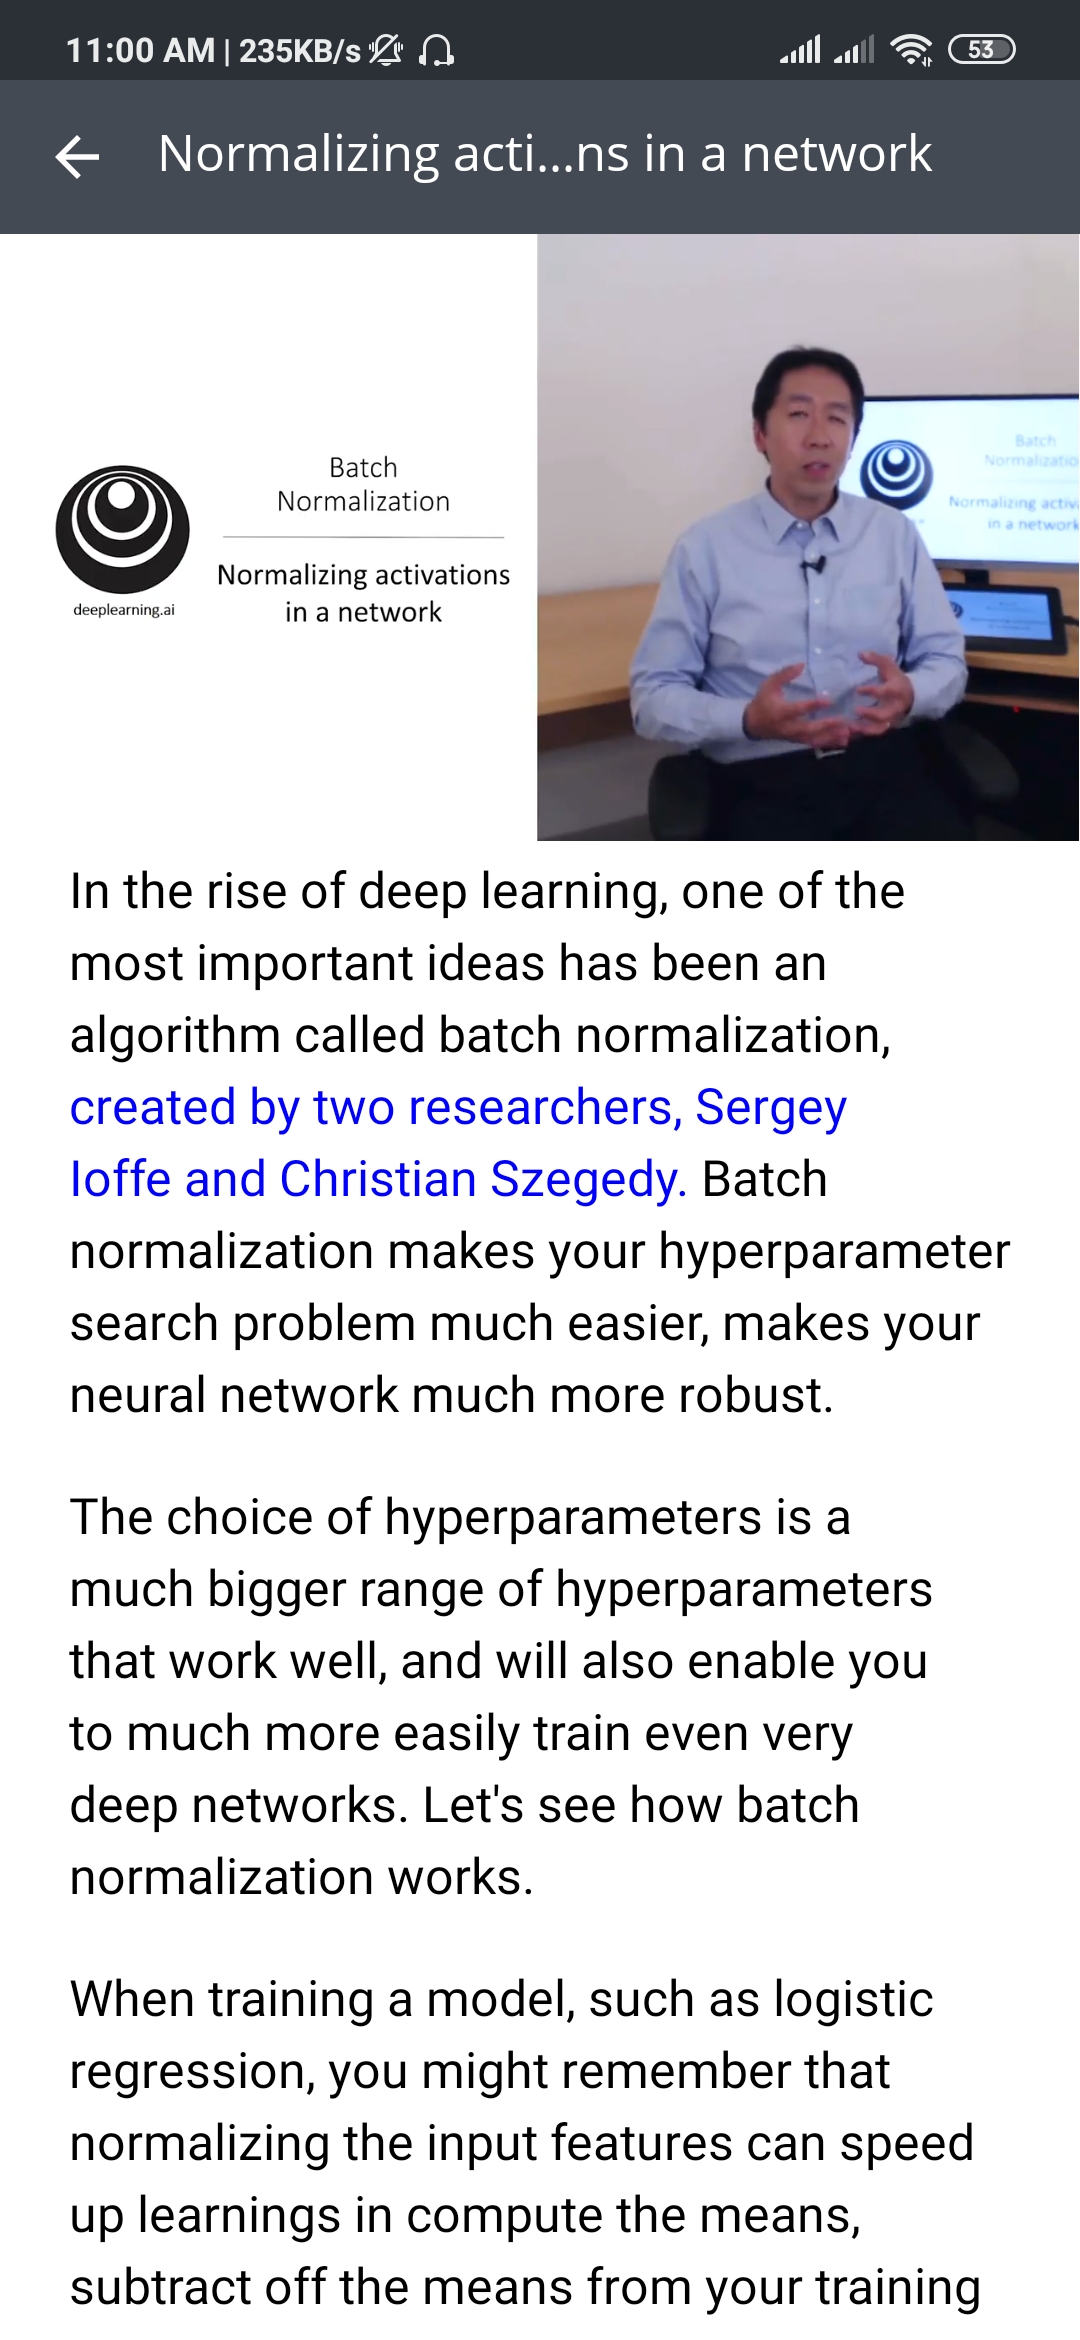 11:00 AM | 235KB/s
53
Normalizing acti...ns in a network
Batch
Normalization
deeplearning.ai
Normalizing activations
in a network
Batch
Normalizatio
Normalizing activ
in a network
In the rise of deep learning, one of the
most important ideas has been an
algorithm called batch normalization,
created by two researchers, Sergey
Ioffe and Christian Szegedy. Batch
normalization makes your hyperparameter
search problem much easier, makes your
neural network much more robust.
The choice of hyperparameters is a
much bigger range of hyperparameters
that work well, and will also enable you
to much more easily train even very
deep networks. Let's see how batch
normalization works.
When training a model, such as logistic
regression, you might remember that
normalizing the input features can speed
up learnings in compute the means,
subtract off the means from your training